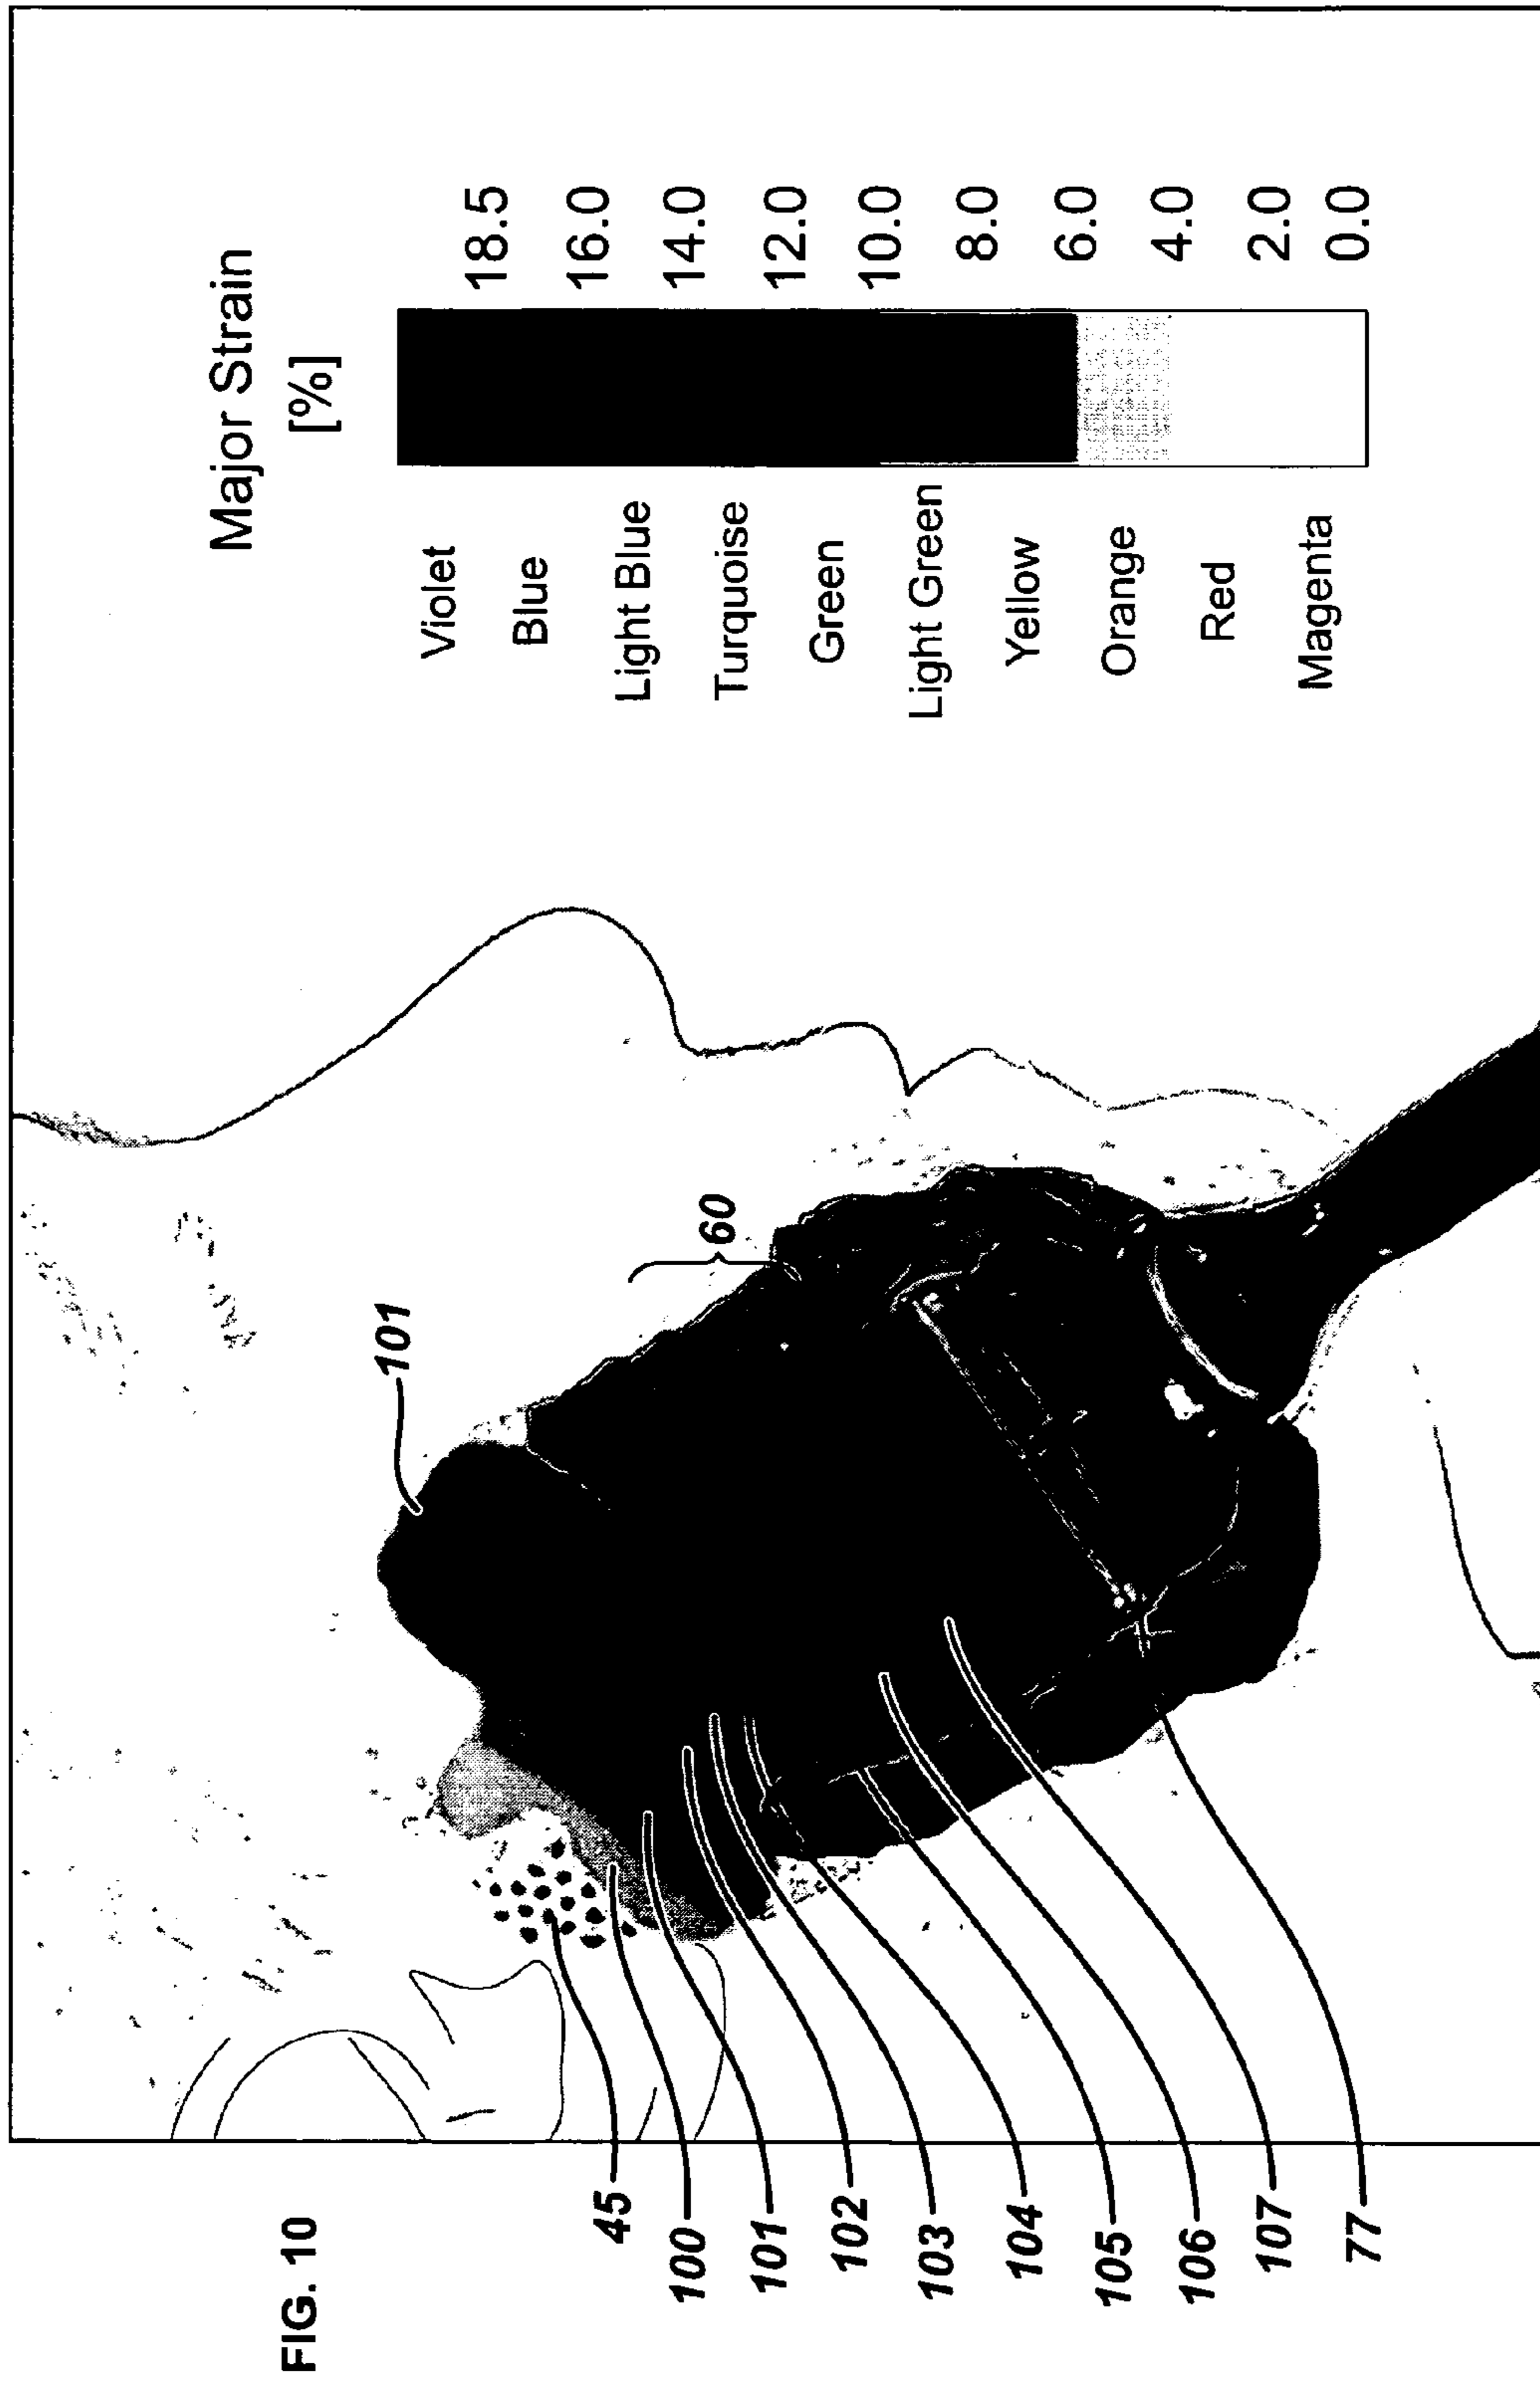 FIG. 10
Major Strain
[%]
Violet
18.5
Blue
16.0
Light Blue
14.0
Turquoise
12.0
Green
10.0
Light Green
8.0
Yellow
6.0
Orange
4.0
Red
2.0
Magenta
0.0
101
60
45
100
101
102
103
104
105
106
107
77